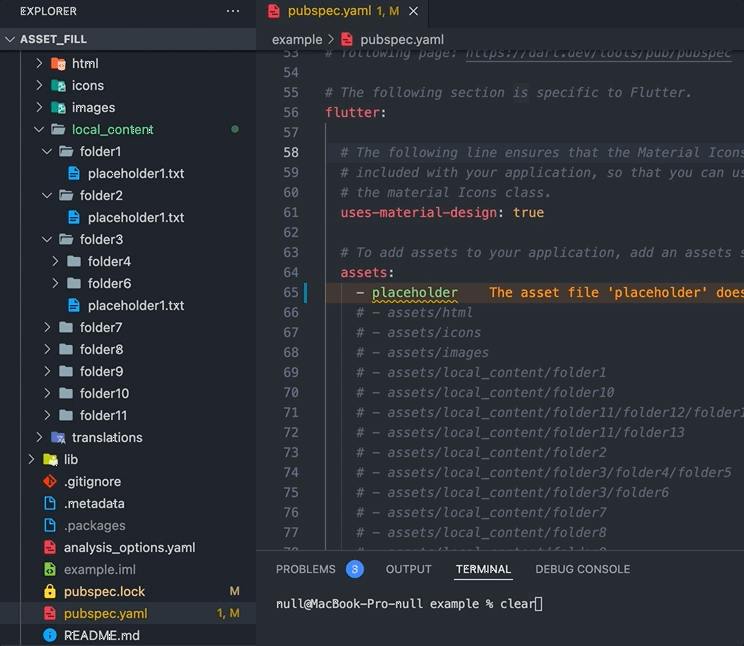 EXPLORER
ASSET_FILL
html
icons
images
local_content
folder1
placeholder1.txt
folder2
placeholder1.txt
folder3
folder4
folder6
placeholder1.txt
folder7
folder8
folder9
folder10
folder11
translations
lib
.gitignore
.metadata
.packages
analysis_options.yaml
example.iml
pubspec.lock M
pubspec.yaml 1, M
README.md
pubspec.yaml 1, M
example > pubspec.yaml
53 # following page: https://dart.dev/tools/pub/pubspec
54
55 # The following section is specific to Flutter.
56 flutter:
57
58 # The following line ensures that the Material Icons
59 # included with your application, so that you can us
60 # the material Icons class.
61 uses-material-design: true
62
63 # To add assets to your application, add an assets s
64 assets:
65 - placeholder The asset file 'placeholder' does
66 # - assets/html
67 # - assets/icons
68 # - assets/images
69 # - assets/local_content/folder1
70 # - assets/local_content/folder10
71 # - assets/local_content/folder11/folder12/folder1
72 # - assets/local_content/folder11/folder13
73 # - assets/local_content/folder2
74 # - assets/local_content/folder3/folder4/folder5
75 # - assets/local_content/folder3/folder6
76 # - assets/local_content/folder7
77 # - assets/local_content/folder8
PROBLEMS 3 OUTPUT TERMINAL DEBUG CONSOLE
null@MacBook-Pro-null example % clear